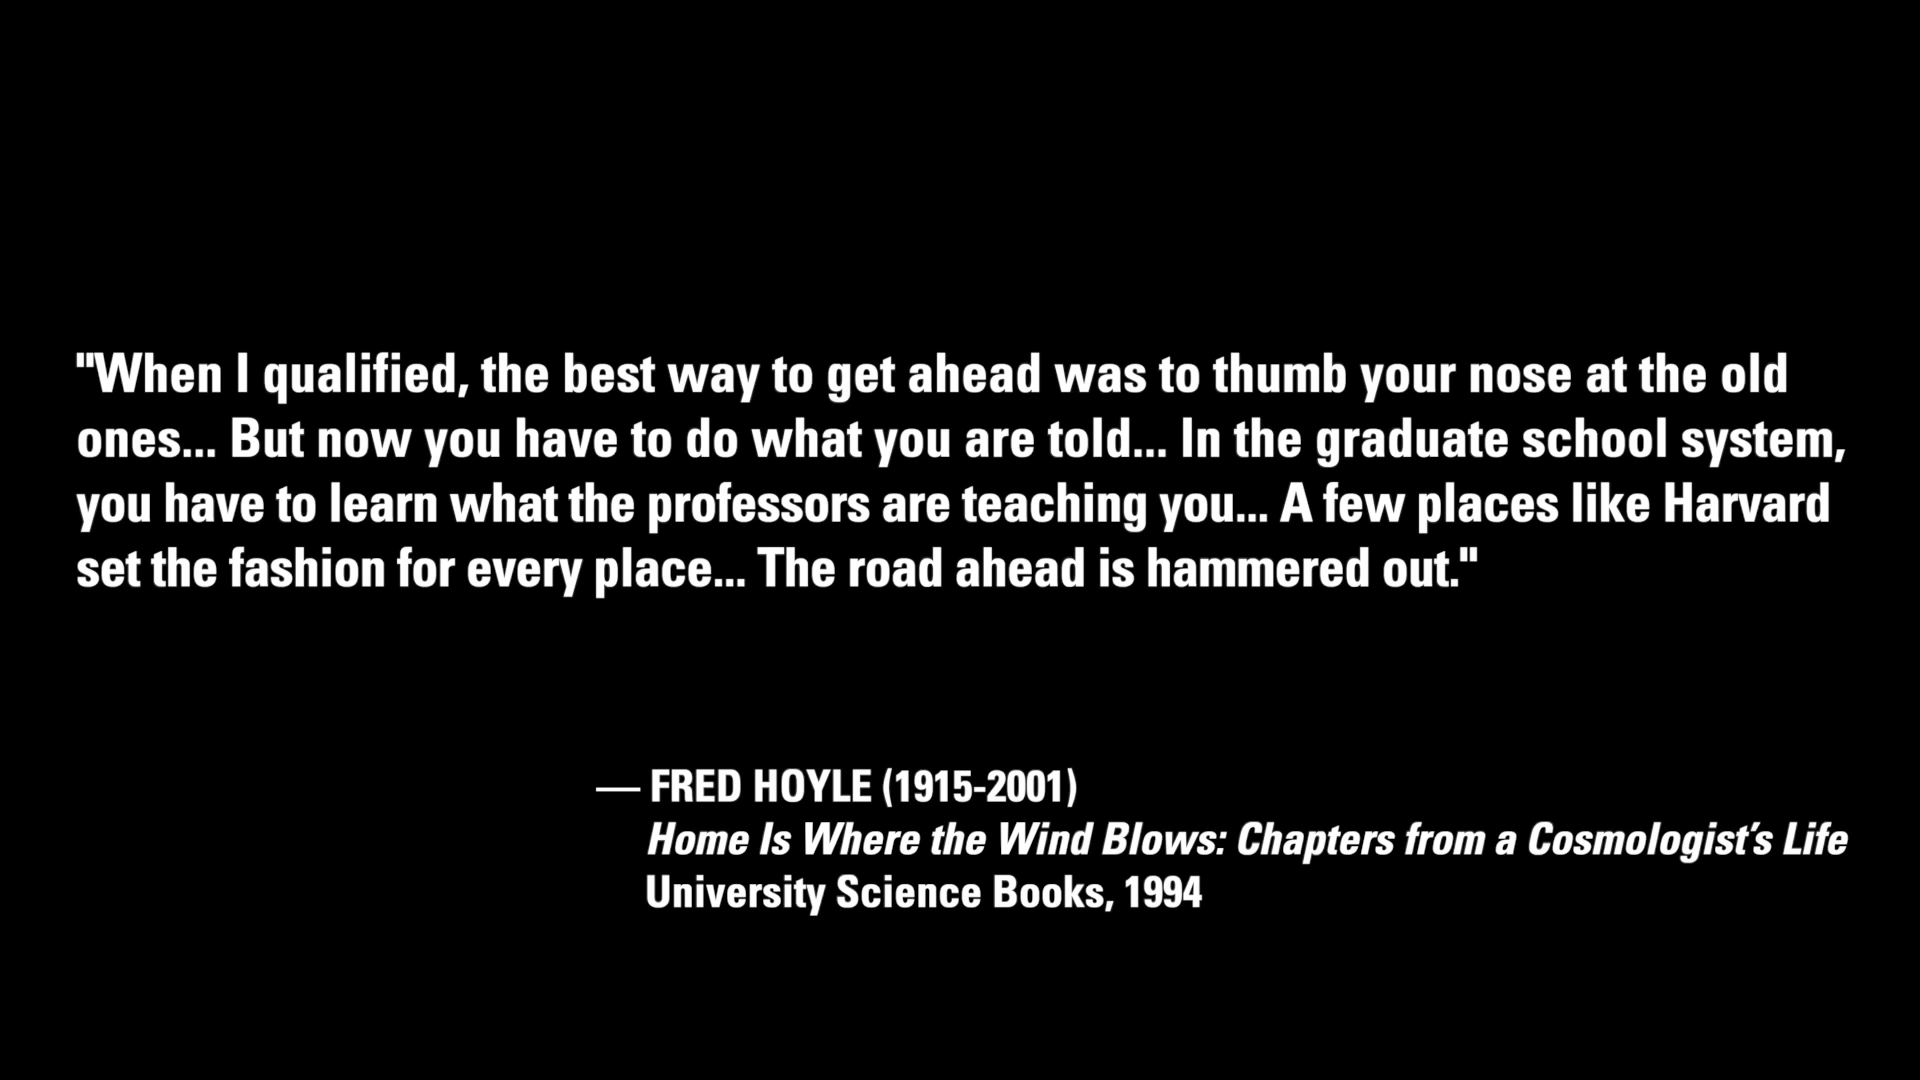 "When I qualified, the best way to get ahead was to thumb your nose at the old
ones... But now you have to do what you are told... In the graduate school system,
you have to learn what the professors are teaching you... A few places like Harvard
set the fashion for every place... The road ahead is hammered out."
— FRED HOYLE (1915-2001)
Home Is Where the Wind Blows: Chapters from a Cosmologist’s Life
University Science Books, 1994